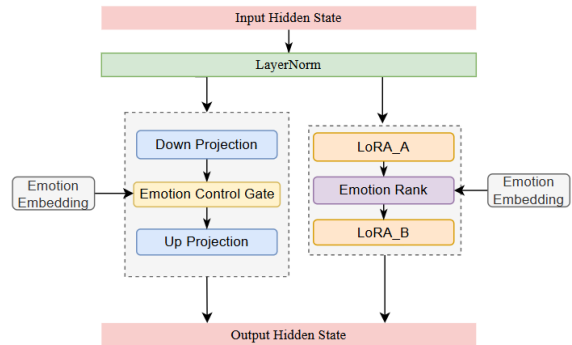 Input Hidden State
LayerNorm
Down Projection
LoRA_A
Emotion
Embedding
Emotion Control Gate
Emotion Rank
Emotion
Embedding
Up Projection
LoRA_B
Output Hidden State